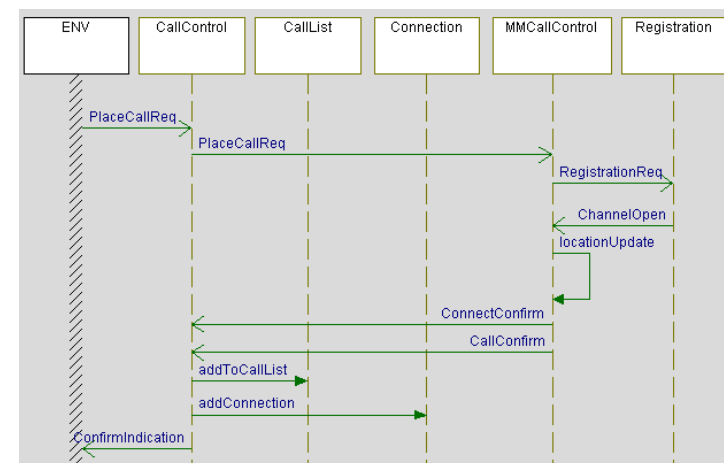 ENV
CallControl
CallList
Connection
MMCallControl
Registration
PlaceCallReq
PlaceCallReq
RegistrationReq
ChannelOpen
locationUpdate
ConnectConfirm
CallConfirm
addToCallList
addConnection
ConfirmIndication